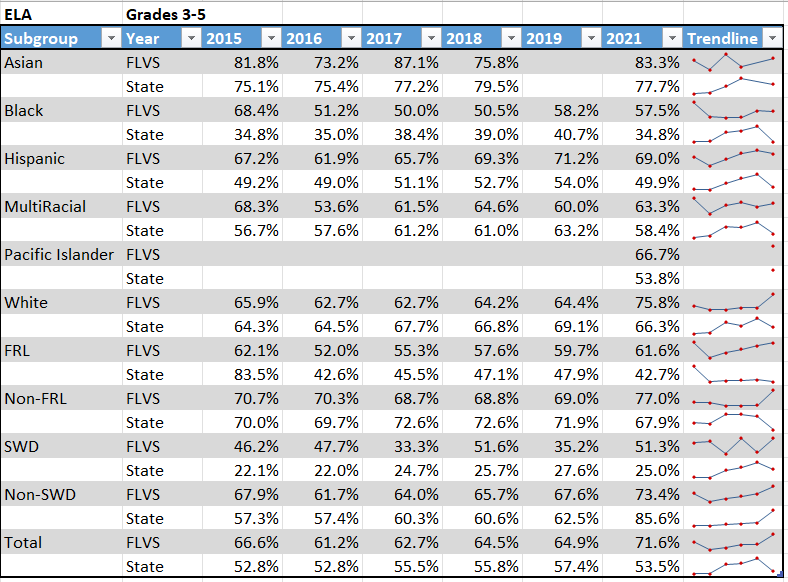 ELA Grades 3-5
Subgroup Year 2015 2016 2017 2018 2019 2021 Trendline
Asian FLVS 81.8% 73.2% 87.1% 75.8% 83.3%
State 75.1% 75.4% 77.2% 79.5% 77.7%
Black FLVS 68.4% 51.2% 50.0% 50.5% 58.2% 57.5%
State 34.8% 35.0% 38.4% 39.0% 40.7% 34.8%
Hispanic FLVS 67.2% 61.9% 65.7% 69.3% 71.2% 69.0%
State 49.2% 49.0% 51.1% 52.7% 54.0% 49.9%
MultiRacial FLVS 68.3% 53.6% 61.5% 64.6% 60.0% 63.3%
State 56.7% 57.6% 61.2% 61.0% 63.2% 58.4%
Pacific Islander FLVS 66.7%
State 53.8%
White FLVS 65.9% 62.7% 62.7% 64.2% 64.4% 75.8%
State 64.3% 64.5% 67.7% 66.8% 69.1% 66.3%
FRL FLVS 62.1% 52.0% 55.3% 57.6% 59.7% 61.6%
State 83.5% 42.6% 45.5% 47.1% 47.9% 42.7%
Non-FRL FLVS 70.7% 70.3% 68.7% 68.8% 69.0% 77.0%
State 70.0% 69.7% 72.6% 72.6% 71.9% 67.9%
SWD FLVS 46.2% 47.7% 33.3% 51.6% 35.2% 51.3%
State 22.1% 22.0% 24.7% 25.7% 27.6% 25.0%
Non-SWD FLVS 67.9% 61.7% 64.0% 65.7% 67.6% 73.4%
State 57.3% 57.4% 60.3% 60.6% 62.5% 85.6%
Total FLVS 66.6% 61.2% 62.7% 64.5% 64.9% 71.6%
State 52.8% 52.8% 55.5% 55.8% 57.4% 53.5%